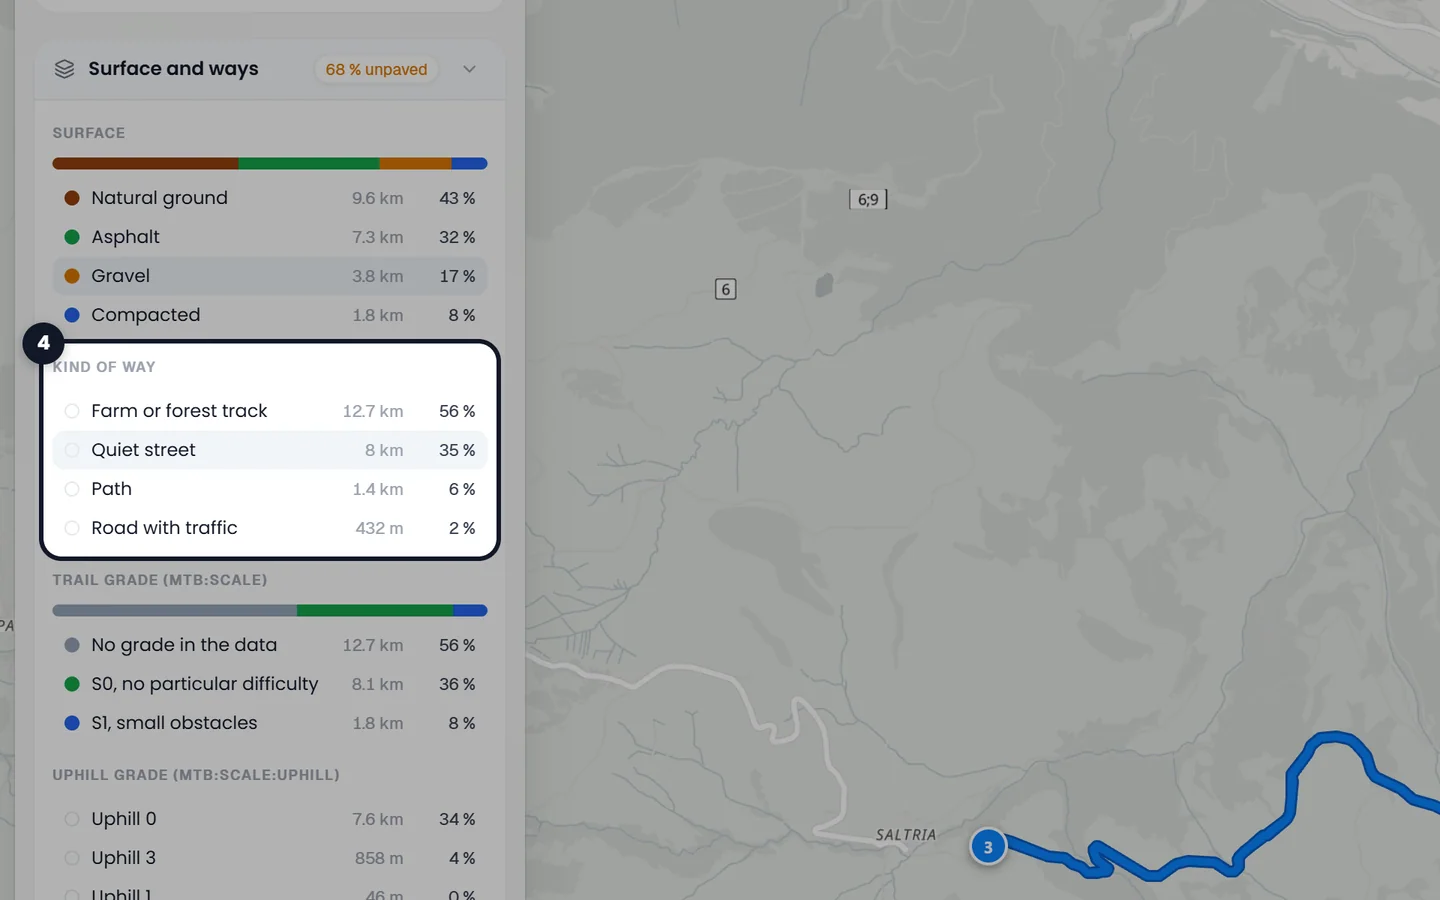 Surface and ways 68 % unpaved
SURFACE
Natural ground 9.6 km 43 %
Asphalt 7.3 km 32 %
Gravel 3.8 km 17 %
Compacted 1.8 km 8 %
4
KIND OF WAY
Farm or forest track 12.7 km 56 %
Quiet street 8 km 35 %
Path 1.4 km 6 %
Road with traffic 432 m 2 %
TRAIL GRADE (MTB:SCALE)
No grade in the data 12.7 km 56 %
S0, no particular difficulty 8.1 km 36 %
S1, small obstacles 1.8 km 8 %
UPHILL GRADE (MTB:SCALE:UPHILL)
Uphill 0 7.6 km 34 %
Uphill 3 858 m 4 %
Uphill 1 46 m 0 %
PA
6;9
6
SALTRIA
3